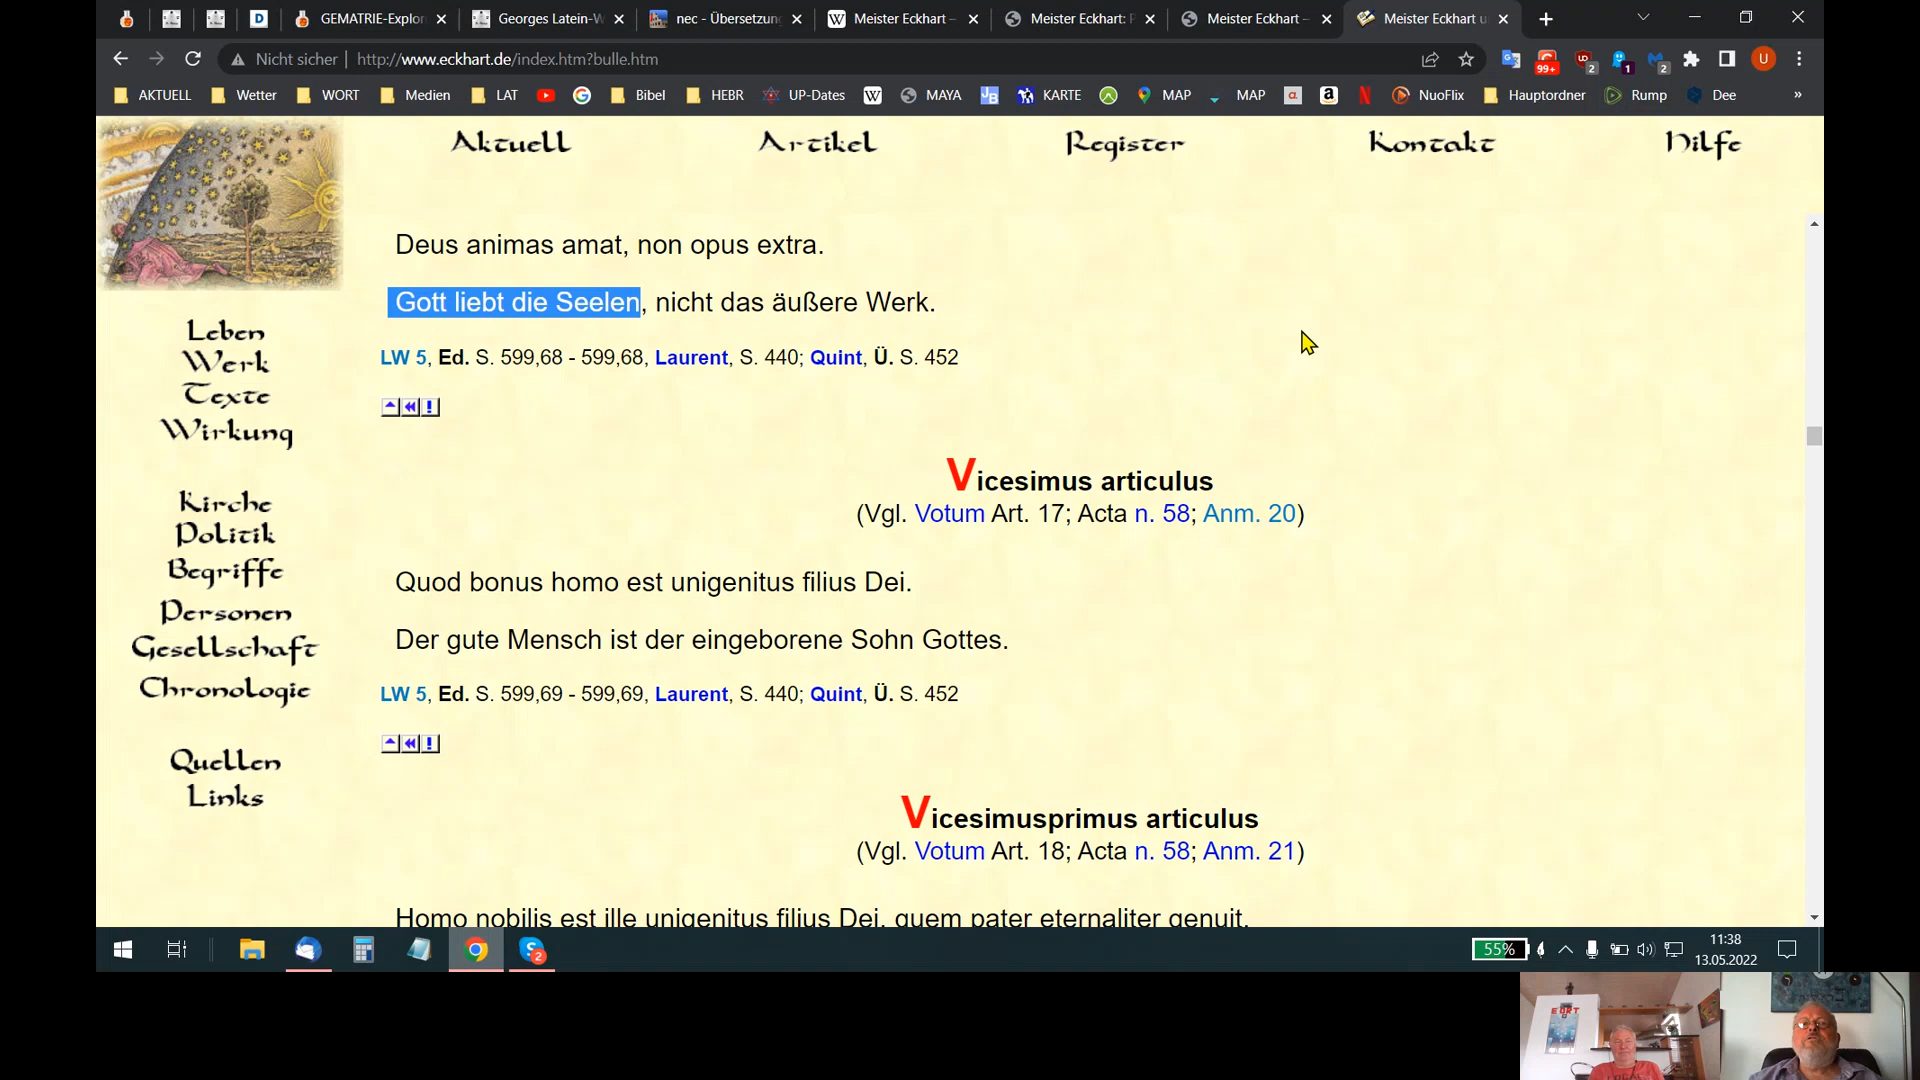 GEMATRIE-Explor
Georges Latein-W
nec - Übersetzung
Meister Eckhart –
Meister Eckhart: P
Meister Eckhart –
Meister Eckhart u
Nicht sicher | http://www.eckhart.de/index.htm?bulle.htm
99+ 2 1 2 U
AKTUELL Wetter WORT Medien LAT Bibel HEBR UP-Dates MAYA KARTE MAP MAP NuoFlix Hauptordner Rump Dee »
Aktuell Artikel Register Kontakt Hilfe
Deus animas amat, non opus extra.
Gott liebt die Seelen, nicht das äußere Werk.
LW 5, Ed. S. 599,68 - 599,68, Laurent, S. 440; Quint, Ü. S. 452
Vicesimus articulus
(Vgl. Votum Art. 17; Acta n. 58; Anm. 20)
Quod bonus homo est unigenitus filius Dei.
Der gute Mensch ist der eingeborene Sohn Gottes.
LW 5, Ed. S. 599,69 - 599,69, Laurent, S. 440; Quint, Ü. S. 452
Vicesimusprimus articulus
(Vgl. Votum Art. 18; Acta n. 58; Anm. 21)
Homo nobilis est ille unigenitus filius Dei, quem pater eternaliter genuit.
Leben
Werk
Texte
Wirkung
Kirche
Politik
Begriffe
Personen
Gesellschaft
Chronologie
Quellen
Links
2
55%
11:38
13.05.2022